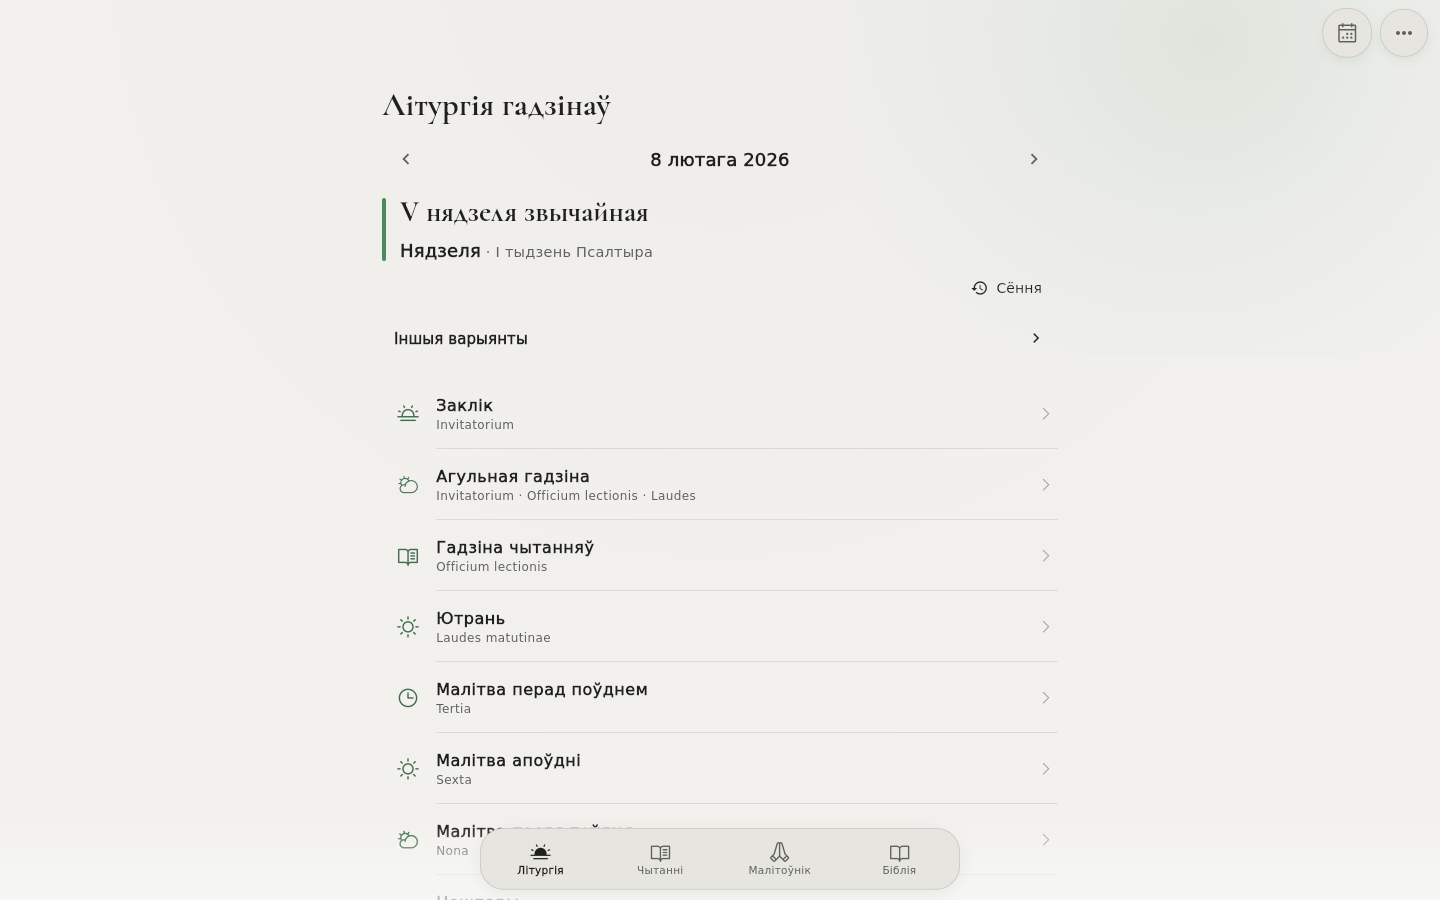 Літургія гадзінаў
8 лютага 2026
V нядзеля звычайная
Нядзеля · I тыдзень Псалтыра
Сёння
Іншыя варыянты
Заклік
Invitatorium
Агульная гадзіна
Invitatorium · Officium lectionis · Laudes
Гадзіна чытанняў
Officium lectionis
Ютрань
Laudes matutinae
Малітва перад поўднем
Tertia
Малітва апоўдні
Sexta
Малітва
Nona
Літургія
Чытанні
Малітоўнік
Біблія